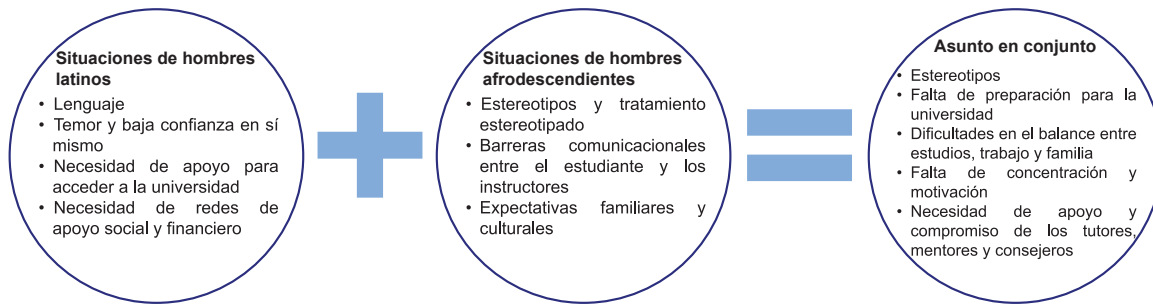 Situaciones de hombres
latinos
• Lenguaje
• Temor y baja confianza en sí
mismo
• Necesidad de apoyo para
acceder a la universidad
• Necesidad de redes de
apoyo social y financiero
Situaciones de hombres
afrodescendientes
• Estereotipos y tratamiento
estereotipado
• Barreras comunicacionales
entre el estudiante y los
instructores
• Expectativas familiares y
culturales
Asunto en conjunto
• Estereotipos
• Falta de preparación para la
universidad
• Dificultades en el balance entre
estudios, trabajo y familia
• Falta de concentración y
motivación
• Necesidad de apoyo y
compromiso de los tutores,
mentores y consejeros